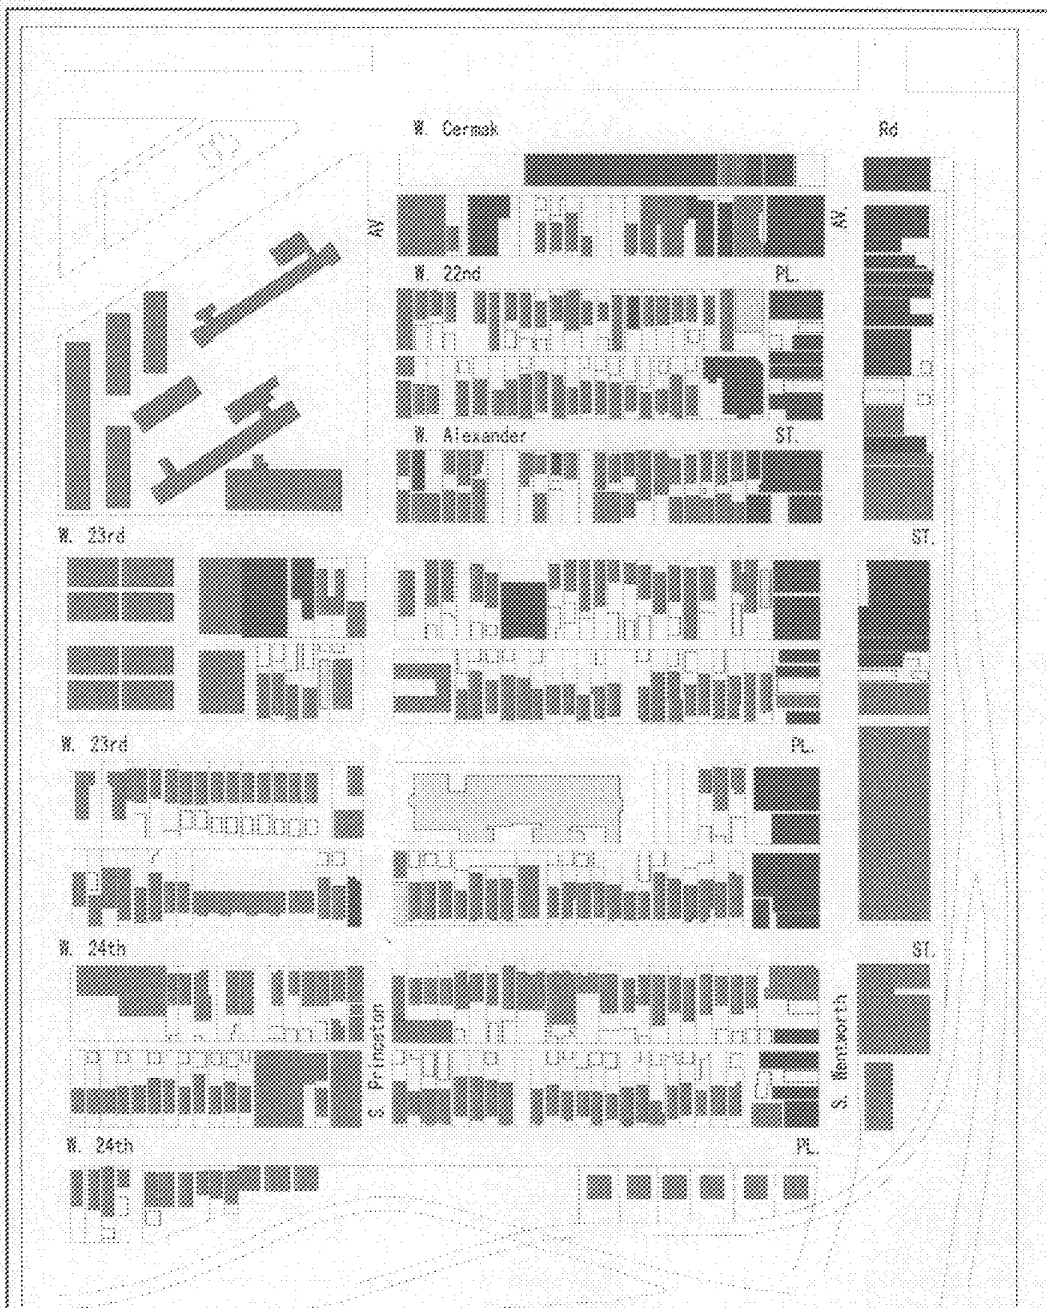 W. Cermak Rd
AV
AV.
W. 22nd PL.
W. Alexander ST.
W. 23rd ST.
W. 23rd PL.
W. 24th ST.
S. Princeton
S. Wentworth
W. 24th PL.